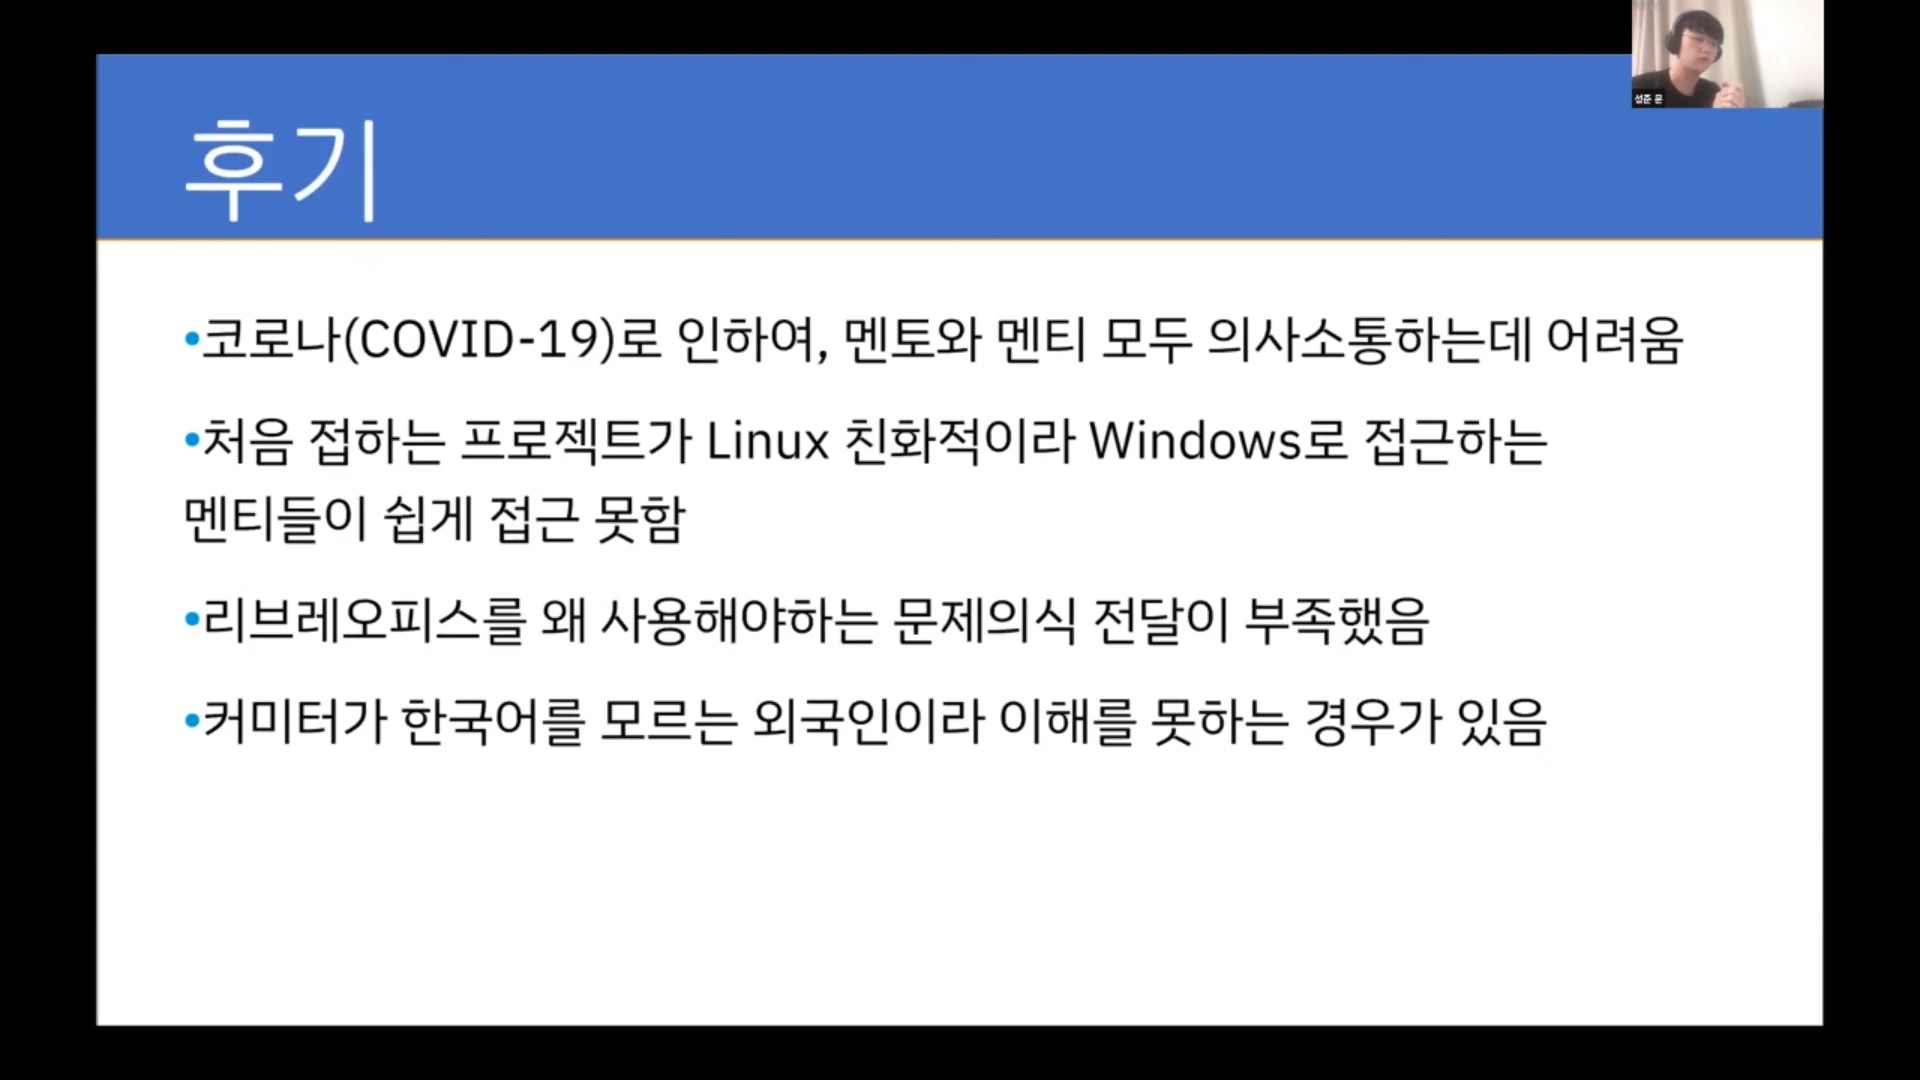 성준 문
후기
•코로나(COVID-19)로 인하여, 멘토와 멘티 모두 의사소통하는데 어려움
•처음 접하는 프로젝트가 Linux 친화적이라 Windows로 접근하는
멘티들이 쉽게 접근 못함
•리브레오피스를 왜 사용해야하는 문제의식 전달이 부족했음
•커미터가 한국어를 모르는 외국인이라 이해를 못하는 경우가 있음